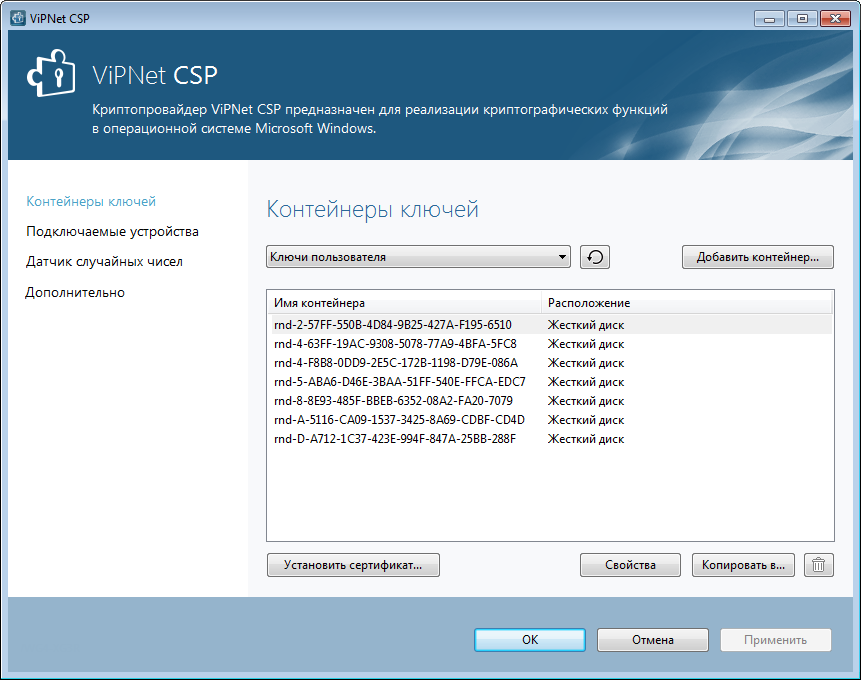 ViPNet CSP
ViPNet CSP
Криптопровайдер ViPNet CSP предназначен для реализации криптографических функций
в операционной системе Microsoft Windows.
Контейнеры ключей
Подключаемые устройства
Датчик случайных чисел
Дополнительно
Контейнеры ключей
Ключи пользователя
Добавить контейнер...
Имя контейнера Расположение
rnd-2-57FF-550B-4D84-9B25-427A-F195-6510 Жесткий диск
rnd-4-63FF-19AC-9308-5078-77A9-4BFA-5FC8 Жесткий диск
rnd-4-F8B8-0DD9-2E5C-172B-1198-D79E-086A Жесткий диск
rnd-5-ABA6-D46E-3BAA-51FF-540E-FFCA-EDC7 Жесткий диск
rnd-8-8E93-485F-BBEB-6352-08A2-FA20-7079 Жесткий диск
rnd-A-5116-CA09-1537-3425-8A69-CDBF-CD4D Жесткий диск
rnd-D-A712-1C37-423E-994F-847A-25BB-288F Жесткий диск
Установить сертификат... Свойства Копировать в...
OK Отмена Применить